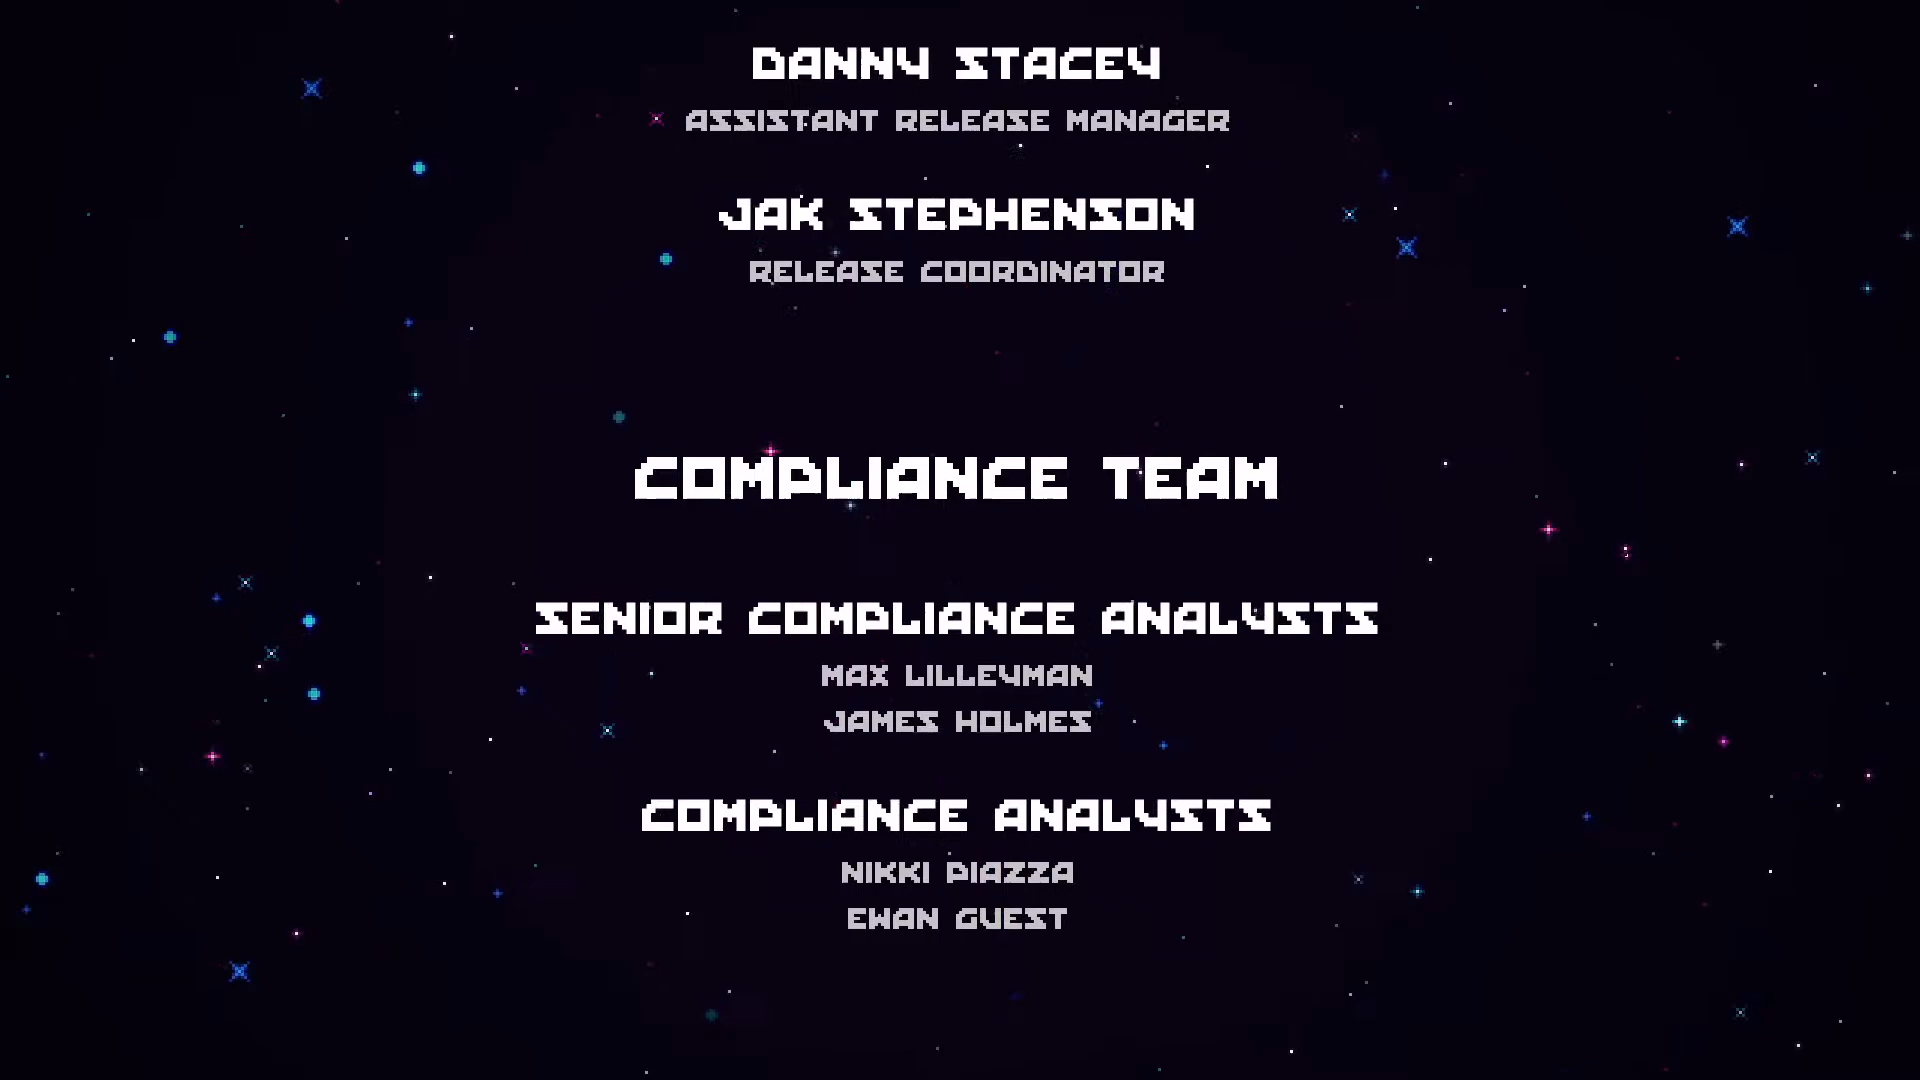 DANNY STACEY
ASSISTANT RELEASE MANAGER
JAK STEPHENSON
RELEASE COORDINATOR
COMPLIANCE TEAM
SENIOR COMPLIANCE ANALYSTS
MAX LILLEYMAN
JAMES HOLMES
COMPLIANCE ANALYSTS
NIKKI PIAZZA
EWAN GUEST